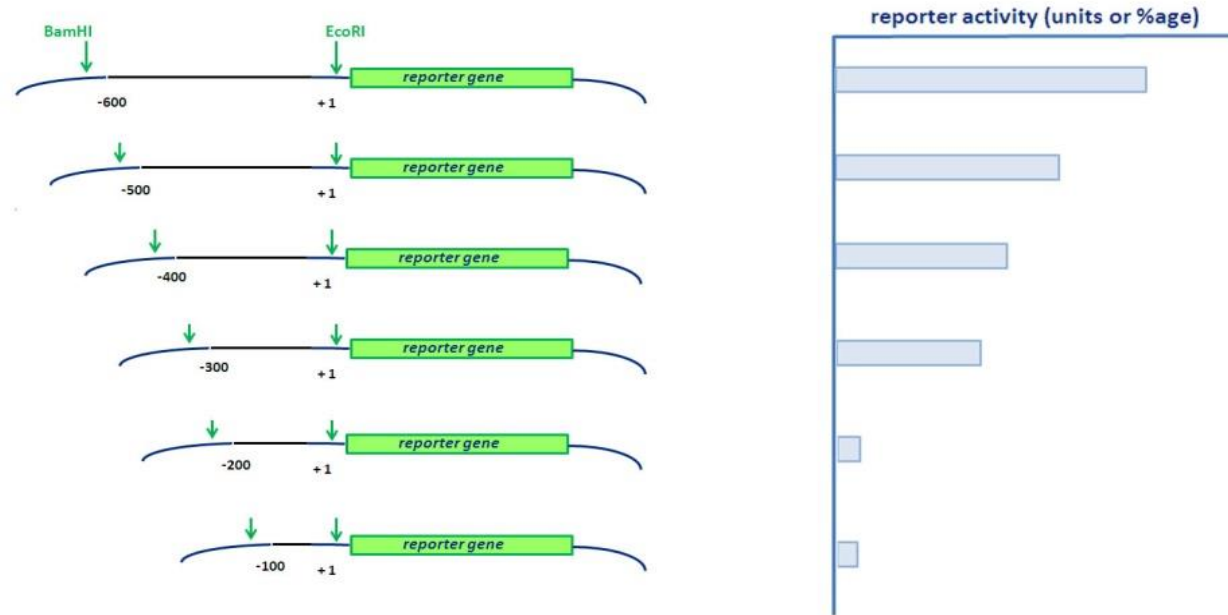 reporter activity (units or %age)
BamHI EcoRI
reporter gene
-600 + 1
reporter gene
-500 + 1
reporter gene
-400 + 1
reporter gene
-300 + 1
reporter gene
-200 + 1
reporter gene
-100 + 1